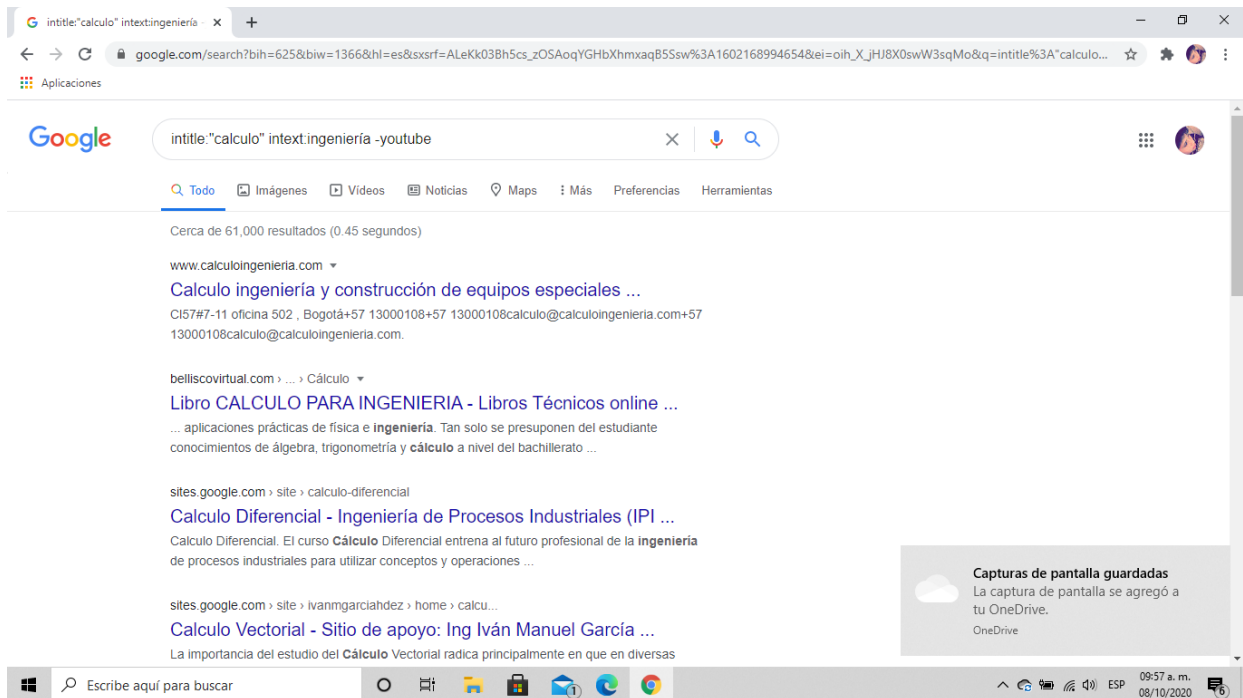 intitle:"calculo" intext:ingeniería -
google.com/search?bih=625&biw=1366&hl=es&sxsrf=ALeKk03Bh5cs_zOSAoqYGHbXhmxaqB5Ssw%3A1602168994654&ei=oih_X_jHJ8X0swW3sqMo&q=intitle%3A"calculo...
Aplicaciones
Google
intitle:"calculo" intext:ingeniería -youtube
Todo Imágenes Vídeos Noticias Maps Más Preferencias Herramientas
Cerca de 61,000 resultados (0.45 segundos)
www.calculoingenieria.com
Calculo ingeniería y construcción de equipos especiales ...
Cl57#7-11 oficina 502 , Bogotá+57 13000108+57 13000108calculo@calculoingenieria.com+57
13000108calculo@calculoingenieria.com.
belliscovirtual.com › ... › Cálculo
Libro CALCULO PARA INGENIERIA - Libros Técnicos online ...
... aplicaciones prácticas de física e ingeniería. Tan solo se presuponen del estudiante
conocimientos de álgebra, trigonometría y cálculo a nivel del bachillerato ...
sites.google.com › site › calculo-diferencial
Calculo Diferencial - Ingeniería de Procesos Industriales (IPI ...
Calculo Diferencial. El curso Cálculo Diferencial entrena al futuro profesional de la ingeniería
de procesos industriales para utilizar conceptos y operaciones ...
sites.google.com › site › ivanmgarciahdez › home › calcu...
Calculo Vectorial - Sitio de apoyo: Ing Iván Manuel García ...
La importancia del estudio del Cálculo Vectorial radica principalmente en que en diversas
Capturas de pantalla guardadas
La captura de pantalla se agregó a
tu OneDrive.
OneDrive
Escribe aquí para buscar
1
ESP
09:57 a. m.
08/10/2020
6